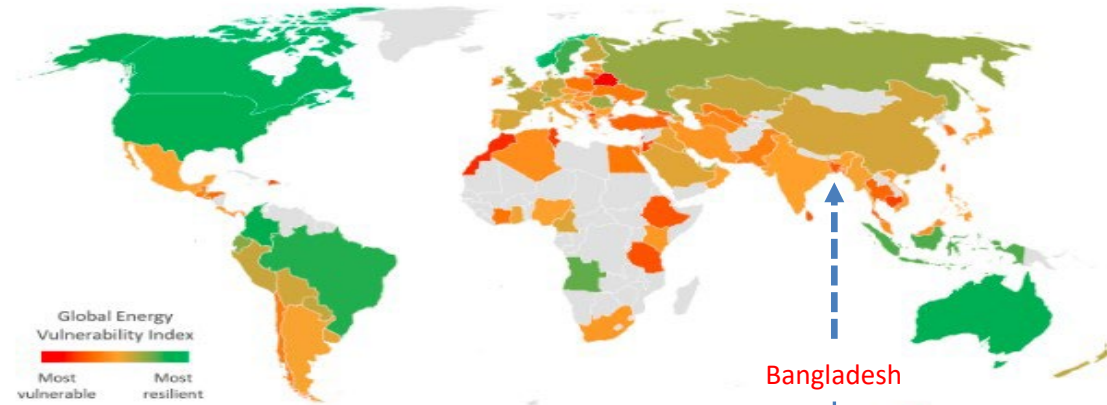 Global Energy
Vulnerability Index
Most
vulnerable
Most
resilient
Bangladesh